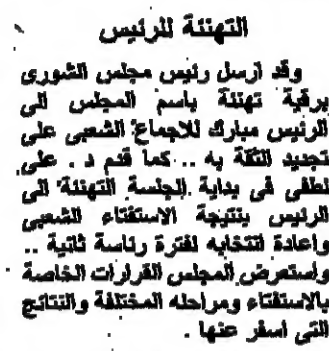 التهنئة للرئيس
وقد أرسل رئيس مجلس الشورى
برقية تهنئة باسم المجلس الى
الرئيس مبارك للاجماع الشعبى على
تجديد الثقة به .. كما قدم د . على
لطفى فى بداية الجلسة التهنئة الى
الرئيس بنتيجة الاستفتاء الشعبى
واعادة انتخابه لفترة رئاسة ثانية ..
واستعرض المجلس القرارات الخاصة
بالاستفتاء ومراحله المختلفة والنتائج
التى اسفر عنها .